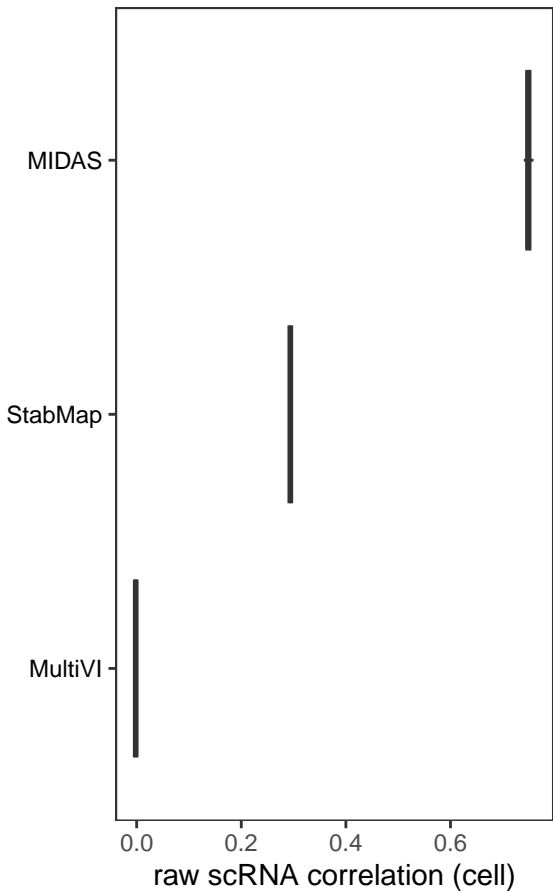 MIDAS
StabMap
MultiVI
0.0 0.2 0.4 0.6
raw scRNA correlation (cell)